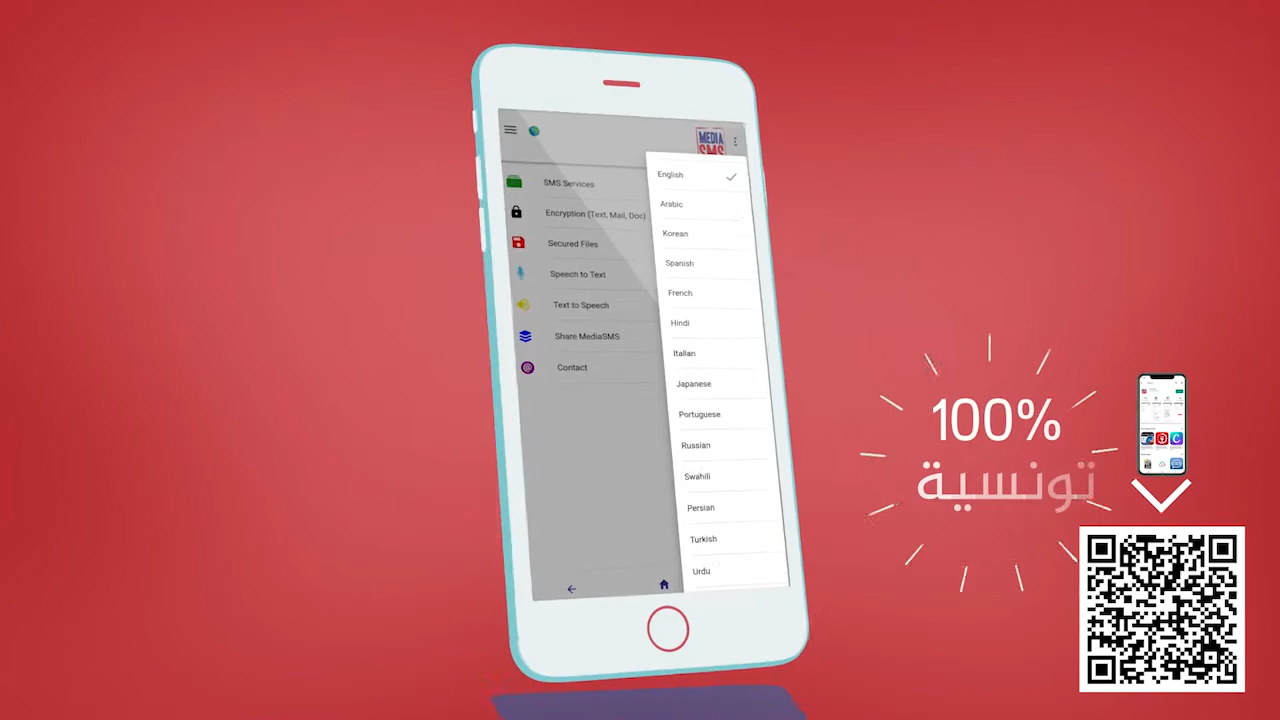 MEDIA
SMS
SMS Services
Encryption (Text, Mail, Doc)
Secured Files
Speech to Text
Text to Speech
Share MediaSMS
Contact
English
Arabic
Korean
Spanish
French
Hindi
Italian
Japanese
Portuguese
Russian
Swahili
Persian
Turkish
Urdu
100%
تونسية